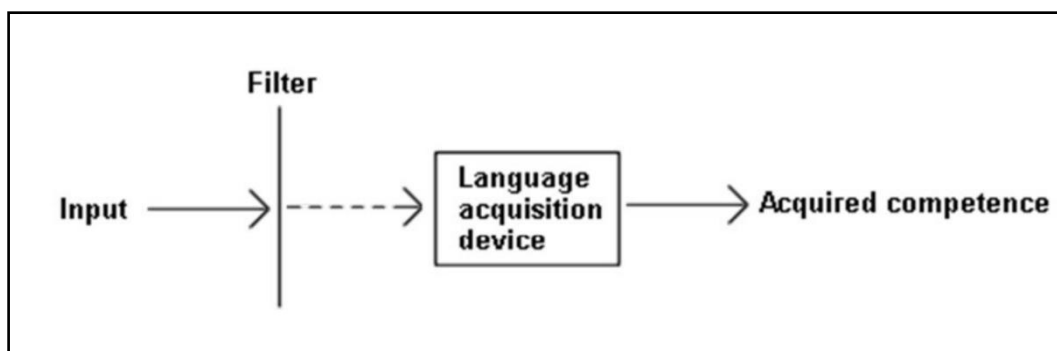 Filter
Input
Language
acquisition
device
Acquired competence